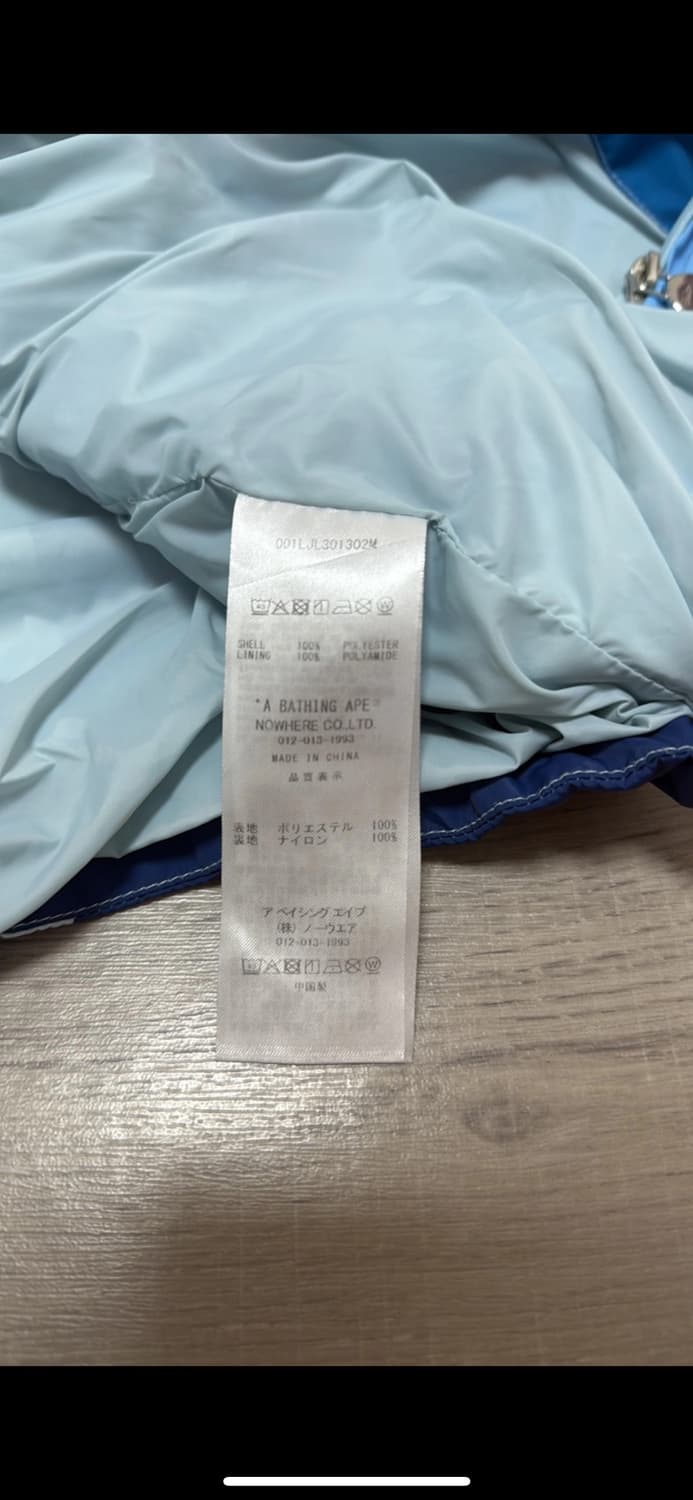 001LJL301302M
SHELL 100% POLYESTER
LINING 100% POLYAMIDE
"A BATHING APE"
NOWHERE CO.,LTD.
012-013-1993
MADE IN CHINA
品質表示
表地 ポリエステル 100%
裏地 ナイロン 100%
ア ベイシング エイプ
(株) ノーウエア
012-013-1993
中国製